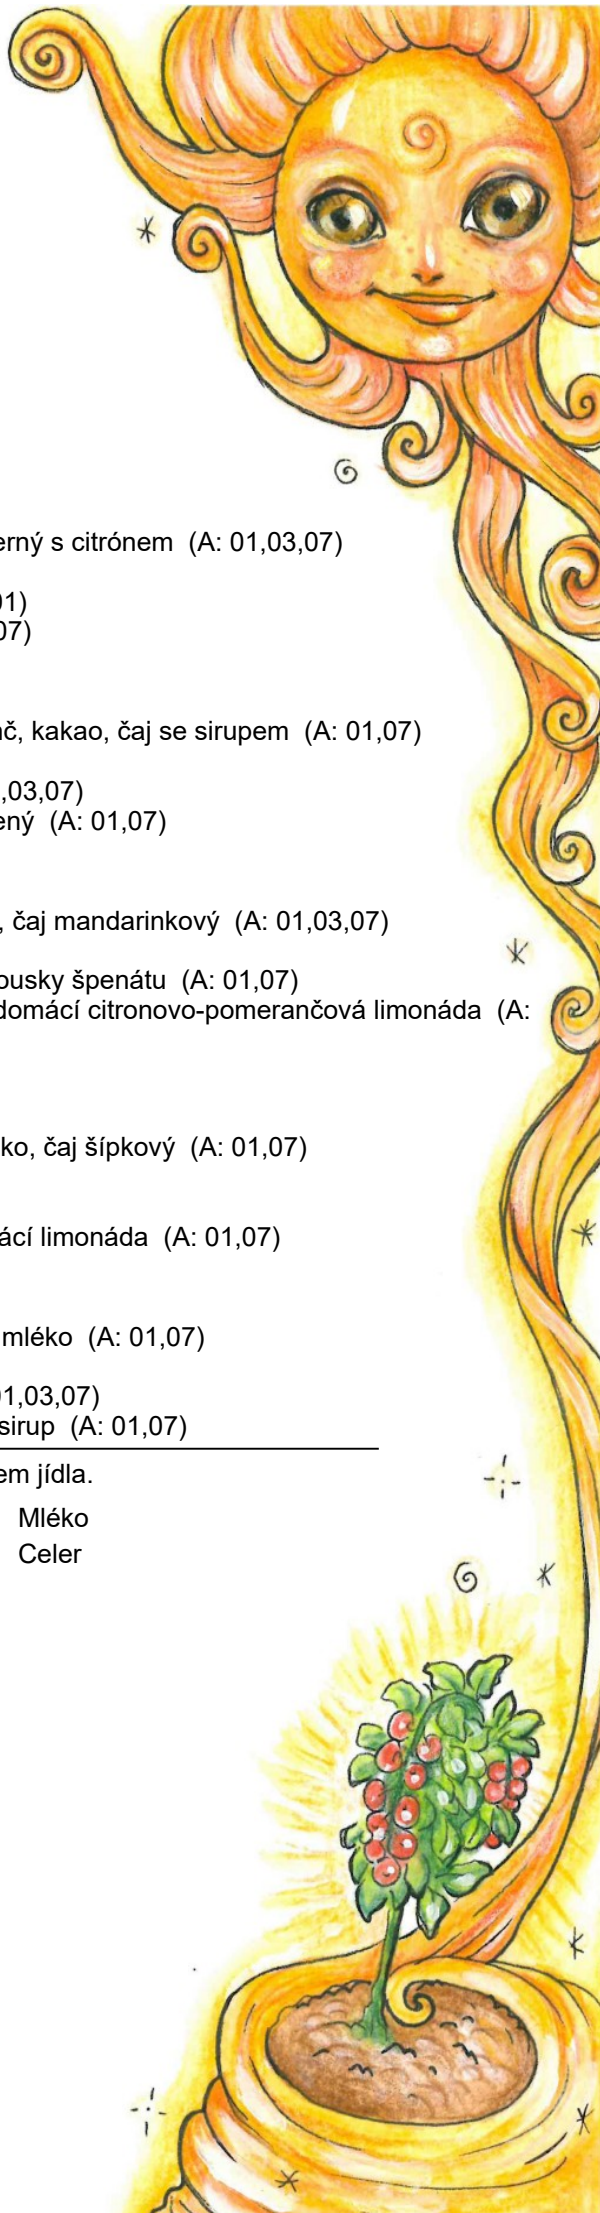 erný s citrónem (A: 01,03,07)
01)
07)
nč, kakao, čaj se sirupem (A: 01,07)
,03,07)
ený (A: 01,07)
, čaj mandarinkový (A: 01,03,07)
ousky špenátu (A: 01,07)
domácí citronovo-pomerančová limonáda (A:
ko, čaj šípkový (A: 01,07)
ácí limonáda (A: 01,07)
mléko (A: 01,07)
01,03,07)
sirup (A: 01,07)
em jídla.
Mléko
Celer